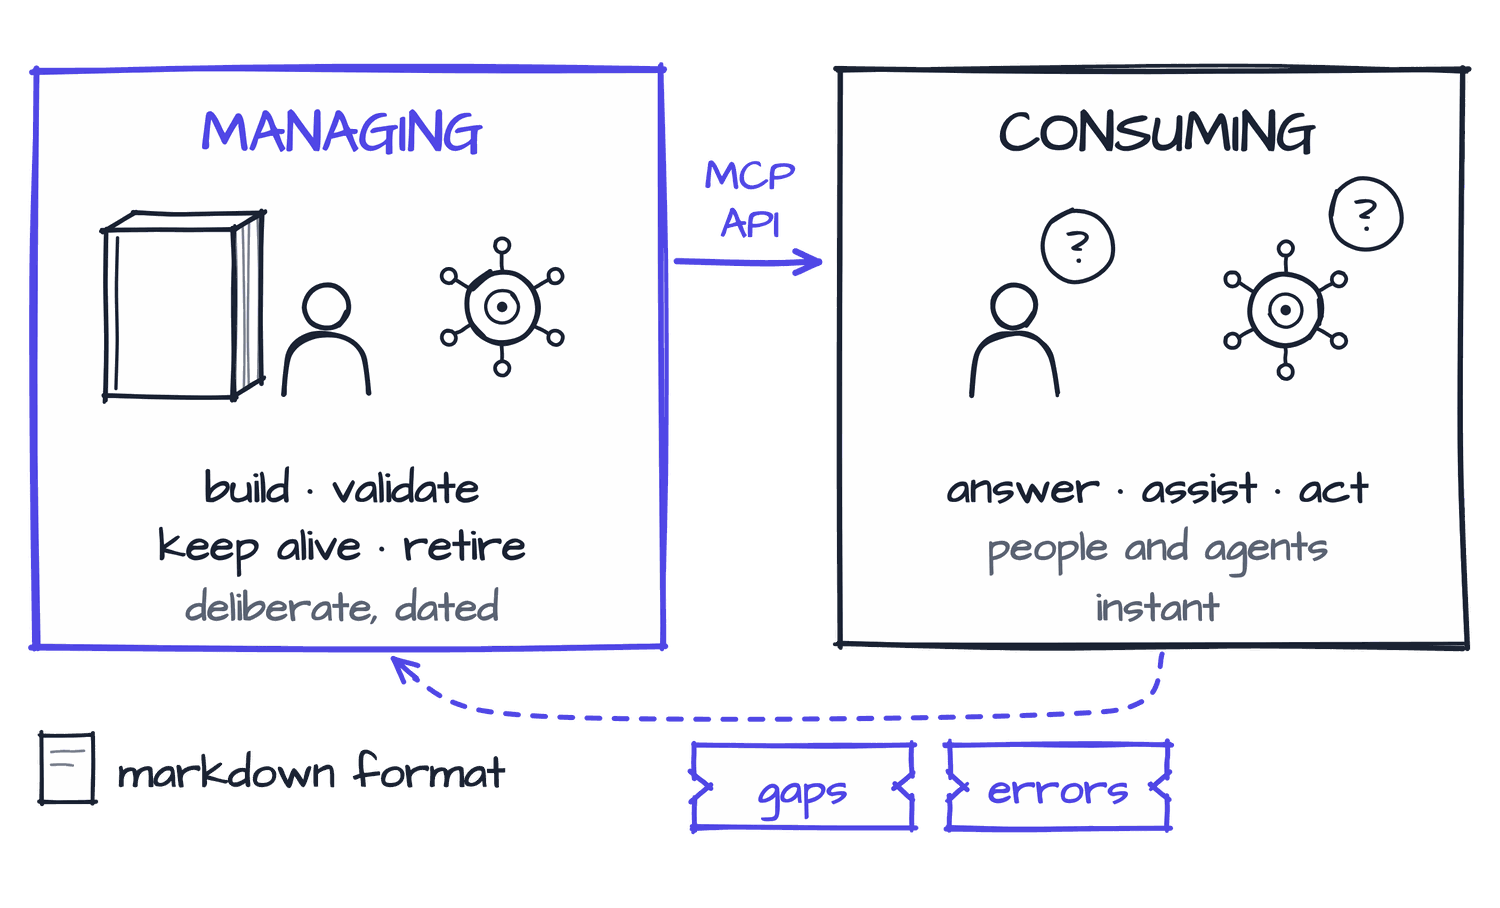 MANAGING
build · validate
keep alive · retire
deliberate, dated
MCP
API
CONSUMING
?
?
answer · assist · act
people and agents
instant
markdown format
gaps
errors